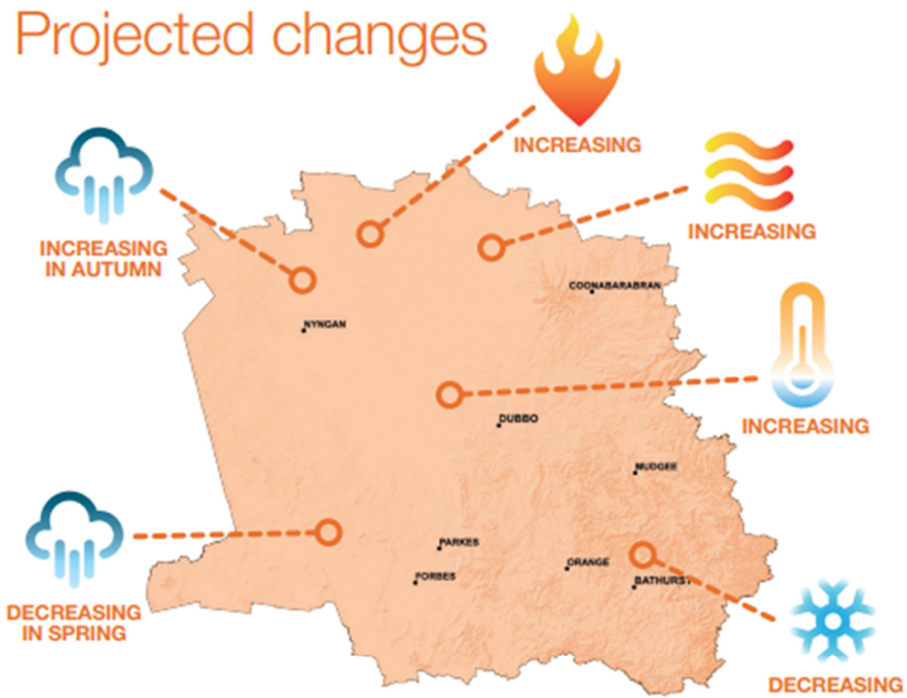 Projected changes
INCREASING
INCREASING
IN AUTUMN
INCREASING
COONABARABRAN
NYNGAN
INCREASING
DUBBO
MUDGEE
DECREASING
IN SPRING
PARKES
FORBES
ORANGE
BATHURST
DECREASING